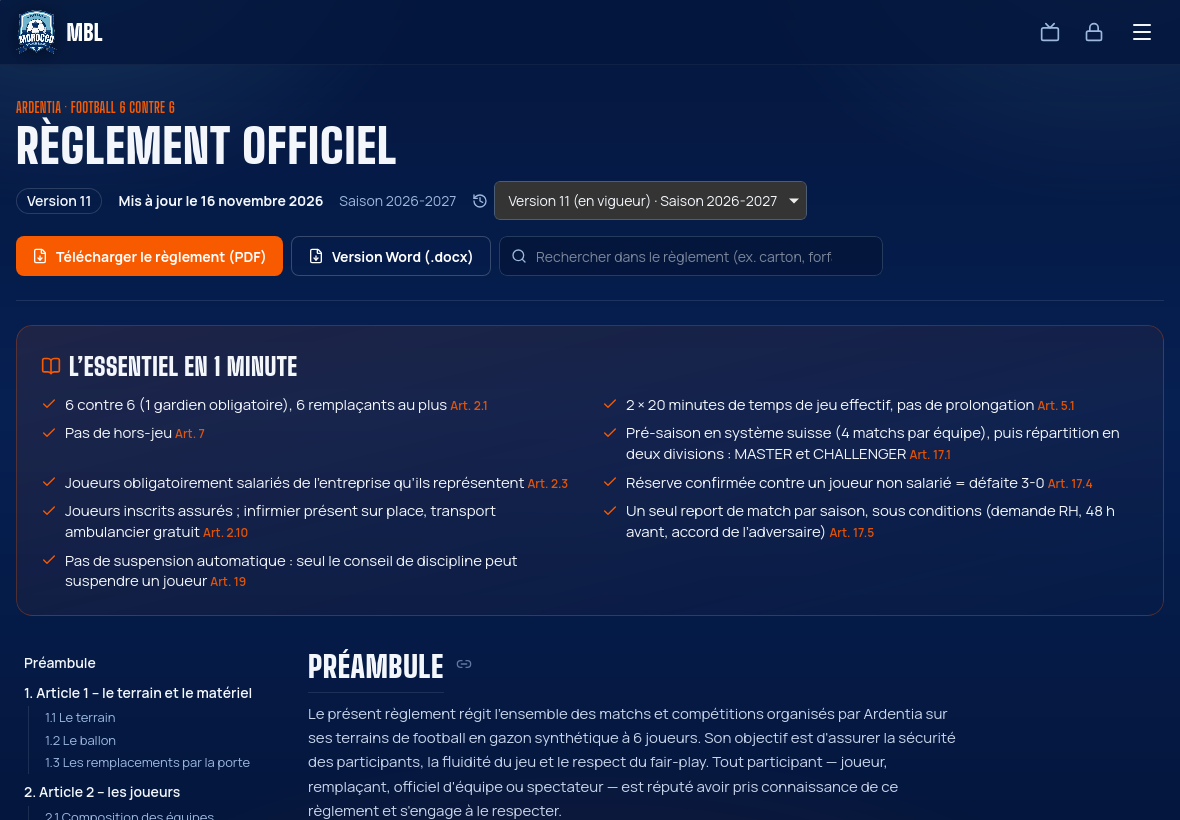 MOROCCO
MBL
ARDENTIA · FOOTBALL 6 CONTRE 6
RÈGLEMENT OFFICIEL
Version 11
Mis à jour le 16 novembre 2026
Saison 2026-2027
Version 11 (en vigueur) · Saison 2026-2027
Télécharger le règlement (PDF)
Version Word (.docx)
Rechercher dans le règlement (ex. carton, forf
L'ESSENTIEL EN 1 MINUTE
6 contre 6 (1 gardien obligatoire), 6 remplaçants au plus Art. 2.1
2 × 20 minutes de temps de jeu effectif, pas de prolongation Art. 5.1
Pas de hors-jeu Art. 7
Pré-saison en système suisse (4 matchs par équipe), puis répartition en
deux divisions : MASTER et CHALLENGER Art. 17.1
Joueurs obligatoirement salariés de l'entreprise qu'ils représentent Art. 2.3
Réserve confirmée contre un joueur non salarié = défaite 3-0 Art. 17.4
Joueurs inscrits assurés ; infirmier présent sur place, transport
ambulancier gratuit Art. 2.10
Un seul report de match par saison, sous conditions (demande RH, 48 h
avant, accord de l'adversaire) Art. 17.5
Pas de suspension automatique : seul le conseil de discipline peut
suspendre un joueur Art. 19
Préambule
1. Article 1 – le terrain et le matériel
1.1 Le terrain
1.2 Le ballon
1.3 Les remplacements par la porte
2. Article 2 – les joueurs
2.1 Composition des équipes
PRÉAMBULE
Le présent règlement régit l'ensemble des matchs et compétitions organisés par Ardentia sur
ses terrains de football en gazon synthétique à 6 joueurs. Son objectif est d'assurer la sécurité
des participants, la fluidité du jeu et le respect du fair-play. Tout participant — joueur,
remplaçant, officiel d'équipe ou spectateur — est réputé avoir pris connaissance de ce
règlement et s'engage à le respecter.